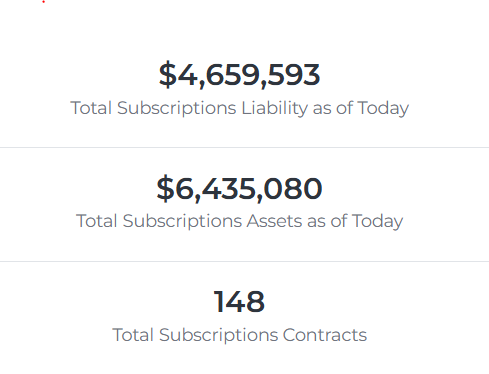 $4,659,593
Total Subscriptions Liability as of Today
$6,435,080
Total Subscriptions Assets as of Today
148
Total Subscriptions Contracts